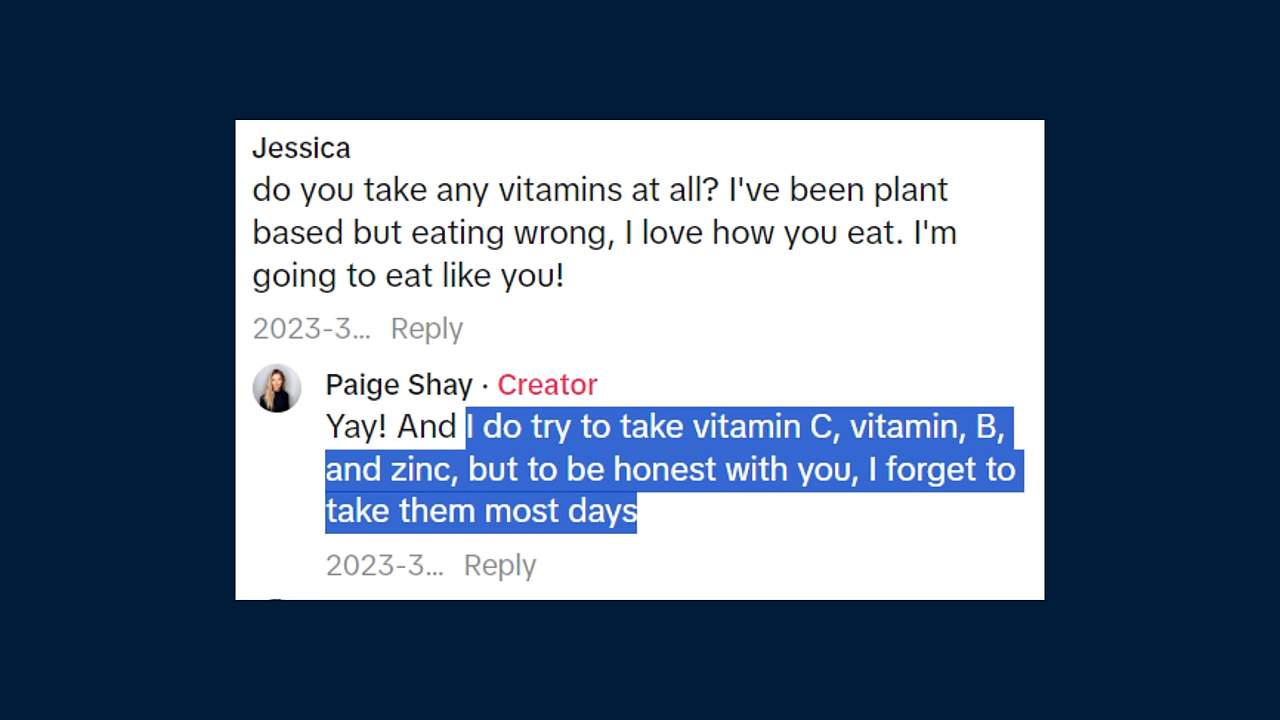 Jessica
do you take any vitamins at all? I've been plant
based but eating wrong, I love how you eat. I'm
going to eat like you!
2023-3... Reply
Paige Shay · Creator
Yay! And I do try to take vitamin C, vitamin, B,
and zinc, but to be honest with you, I forget to
take them most days
2023-3... Reply